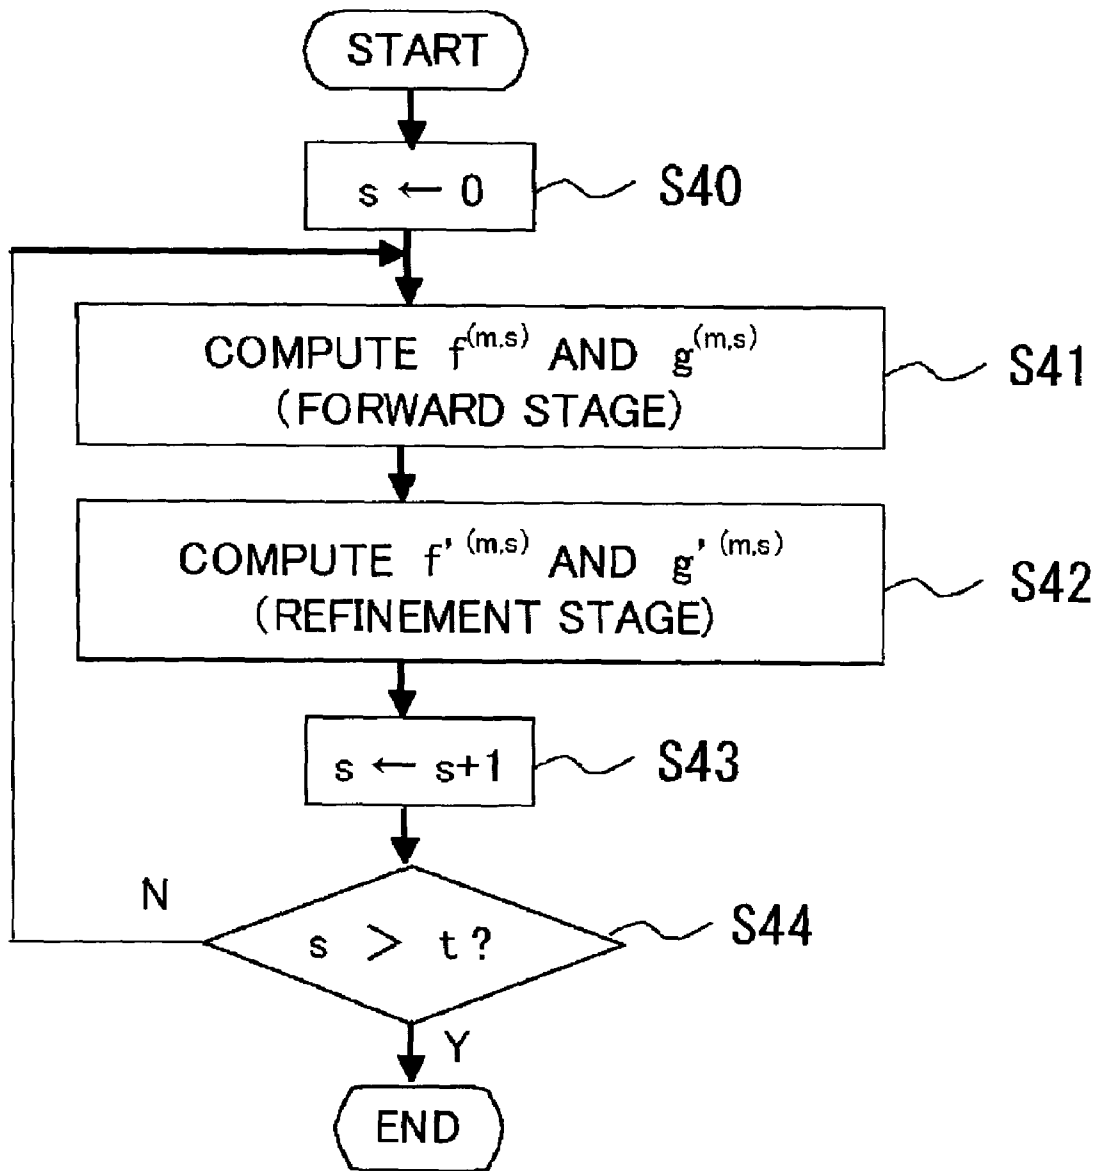 START
s ← 0
S40
COMPUTE f^(m,s) AND g^(m,s)
(FORWARD STAGE)
S41
COMPUTE f'^(m,s) AND g'^(m,s)
(REFINEMENT STAGE)
S42
s ← s+1
S43
N
s > t?
S44
Y
END